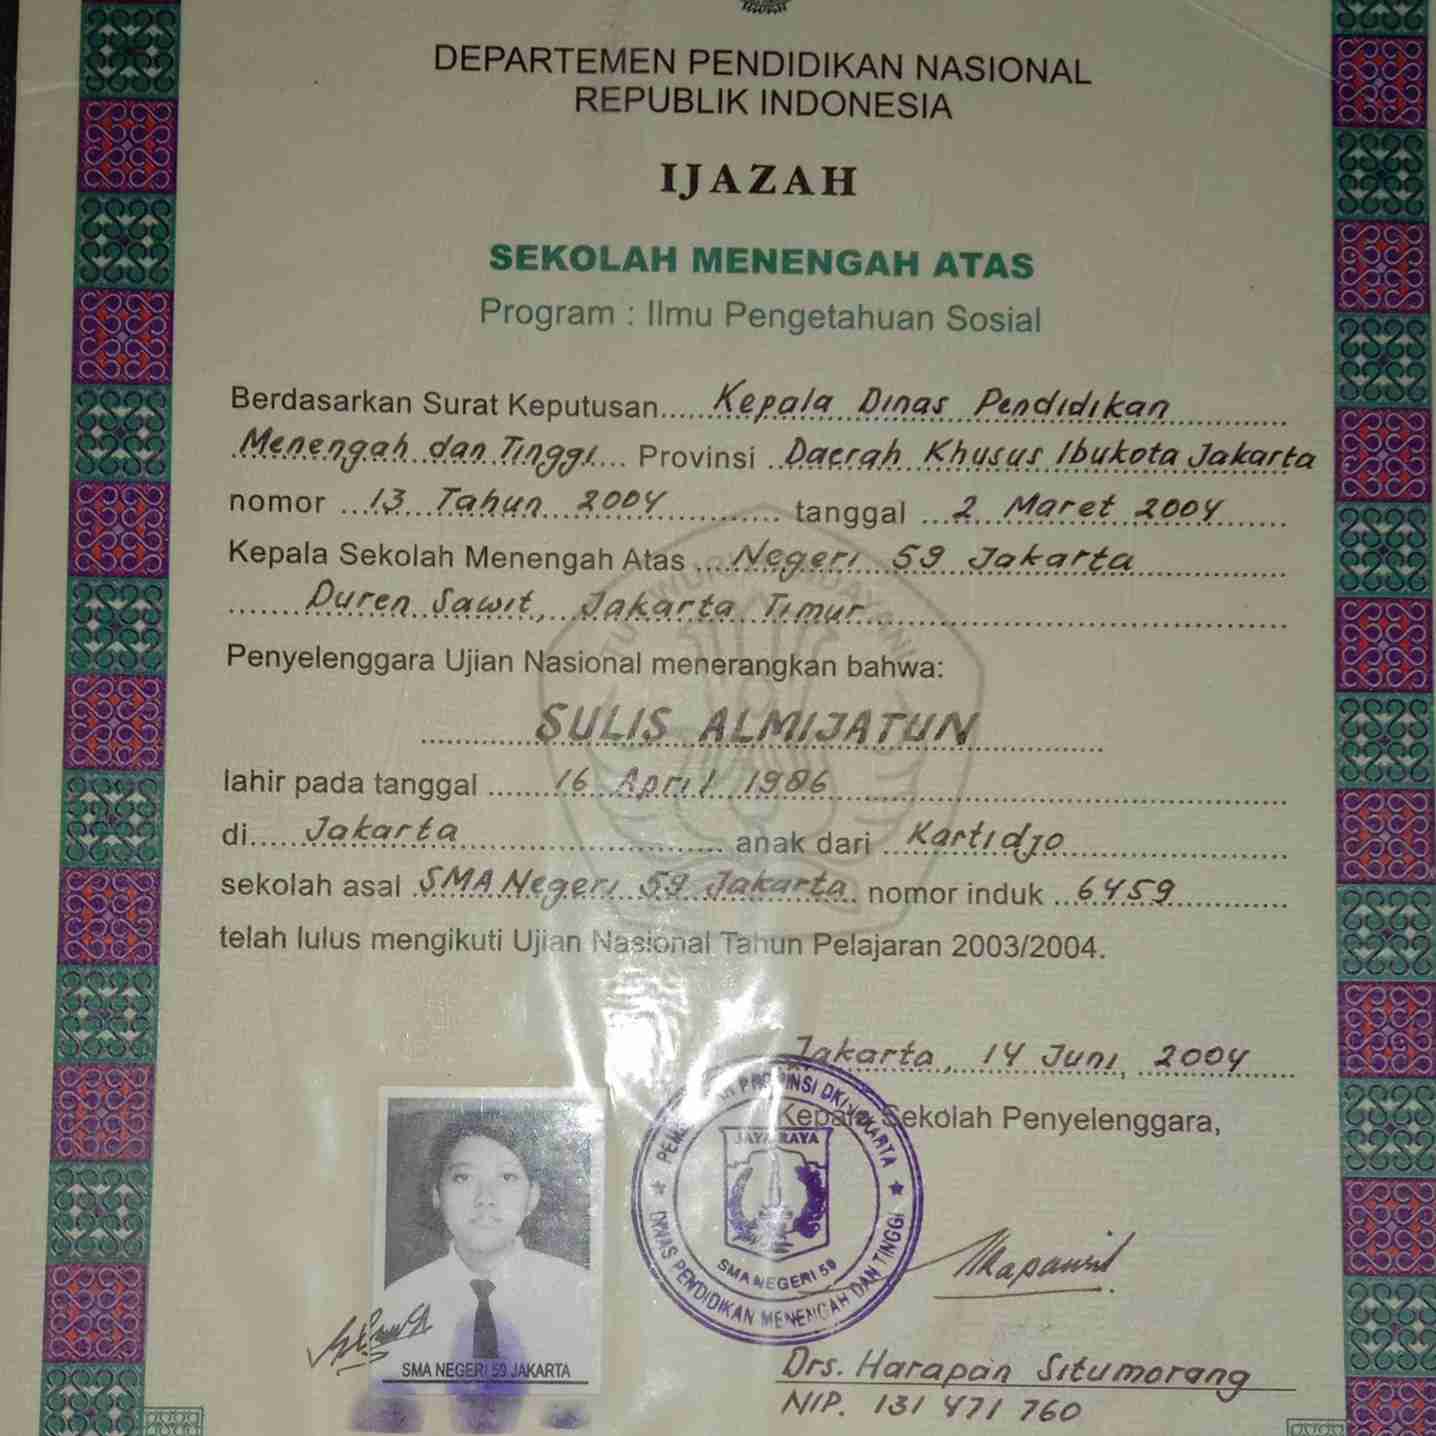 DEPARTEMEN PENDIDIKAN NASIONAL
REPUBLIK INDONESIA
IJAZAH
SEKOLAH MENENGAH ATAS
Program : Ilmu Pengetahuan Sosial
Berdasarkan Surat Keputusan..... Kepala Dinas Pendidikan
Menengah dan Tinggi.... Provinsi ..Daerah Khusus Ibukota Jakarta
nomor ...13 Tahun 2004............ tanggal ...2 Maret 2004......
Kepala Sekolah Menengah Atas ....Negeri 59 Jakarta............
.......Duren Sawit, Jakarta Timur...............................
Penyelenggara Ujian Nasional menerangkan bahwa:
...........SULIS ALMIJATUN............
lahir pada tanggal .......16 April 1986...............................
di.....Jakarta......................... anak dari ..Kartidjo....................
sekolah asal .SMA Negeri 59 Jakarta. nomor induk ..6459..........
telah lulus mengikuti Ujian Nasional Tahun Pelajaran 2003/2004.
Jakarta, 14 Juni, 2004
Kepala Sekolah Penyelenggara,
PROPINSI DKI JAKARTA
JAYA RAYA
SMA NEGERI 59
DINAS PENDIDIKAN MENENGAH DAN TINGGI
SMA NEGERI 59 JAKARTA
Drs. Harapan Situmorang
NIP. 131 471 760